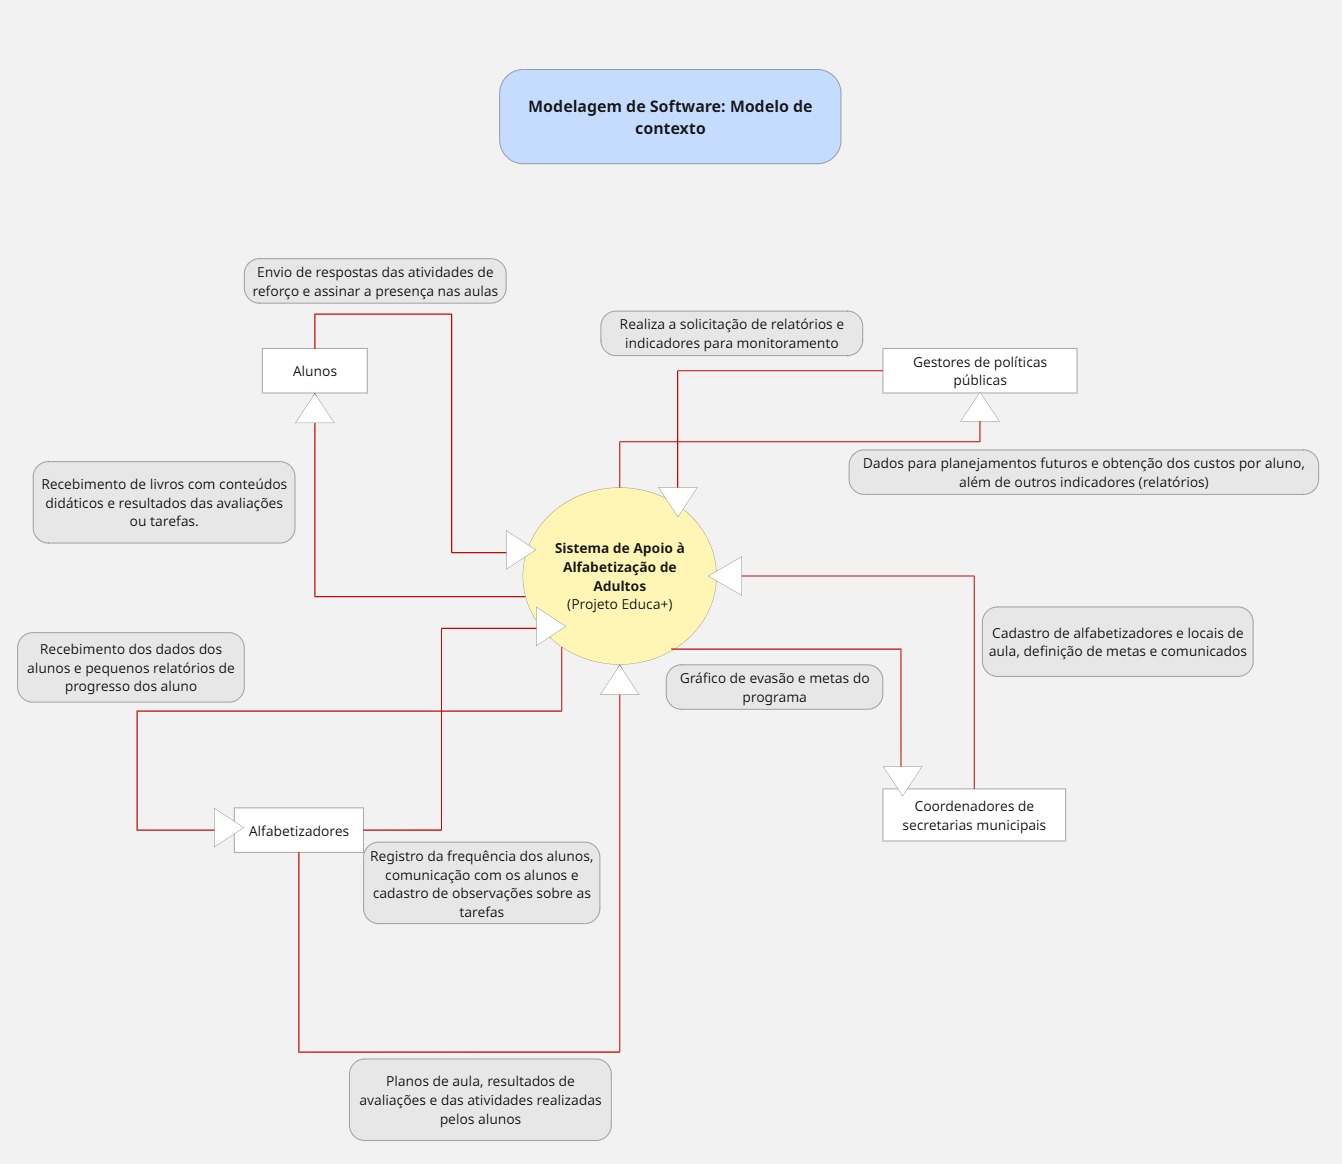 Modelagem de Software: Modelo de
contexto
Envio de respostas das atividades de
reforço e assinar a presença nas aulas
Realiza a solicitação de relatórios e
indicadores para monitoramento
Alunos
Gestores de políticas
públicas
Recebimento de livros com conteúdos
didáticos e resultados das avaliações
ou tarefas.
Dados para planejamentos futuros e obtenção dos custos por aluno,
além de outros indicadores (relatórios)
Sistema de Apoio à
Alfabetização de
Adultos
(Projeto Educa+)
Recebimento dos dados dos
alunos e pequenos relatórios de
progresso dos aluno
Cadastro de alfabetizadores e locais de
aula, definição de metas e comunicados
Gráfico de evasão e metas do
programa
Alfabetizadores
Coordenadores de
secretarias municipais
Registro da frequência dos alunos,
comunicação com os alunos e
cadastro de observações sobre as
tarefas
Planos de aula, resultados de
avaliações e das atividades realizadas
pelos alunos